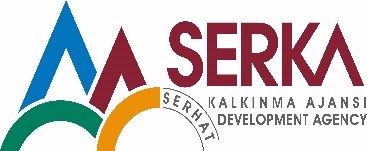 SERKA
SERHAT
KALKINMA AJANSI
DEVELOPMENT AGENCY